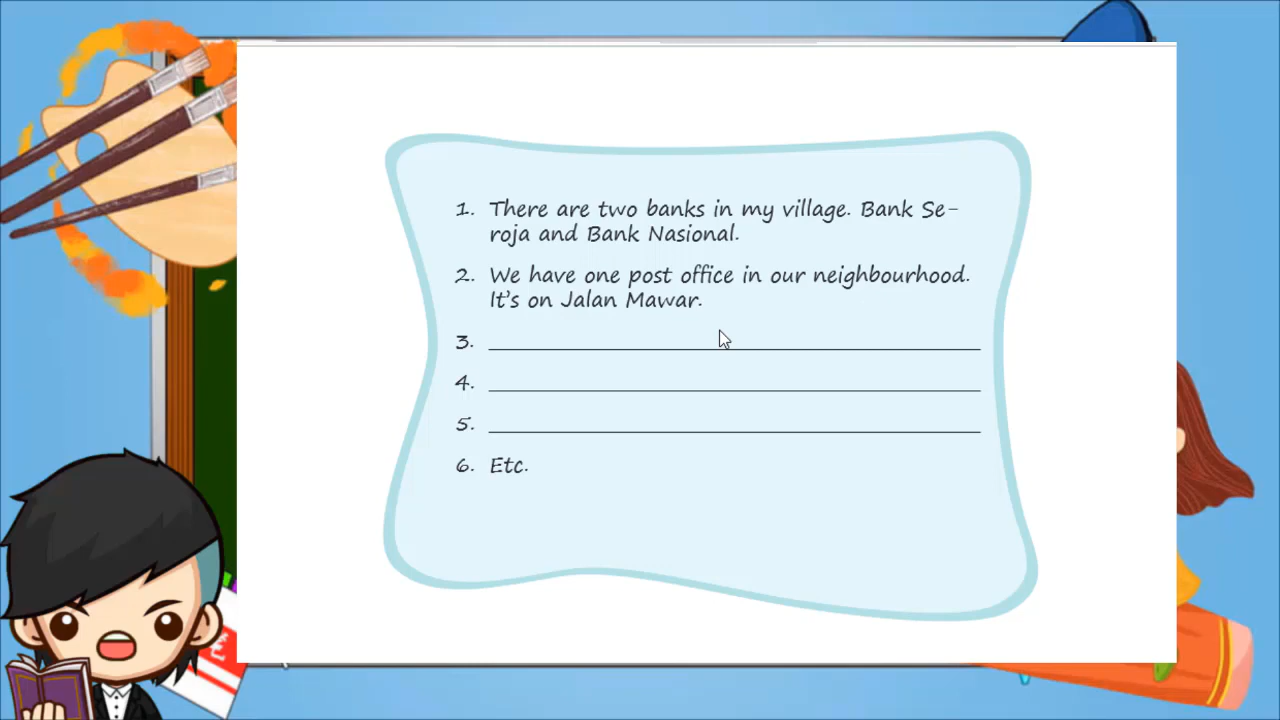 1. There are two banks in my village. Bank Se-
roja and Bank Nasional.
2. We have one post office in our neighbourhood.
It's on Jalan Mawar.
3.
4.
5.
6. Etc.